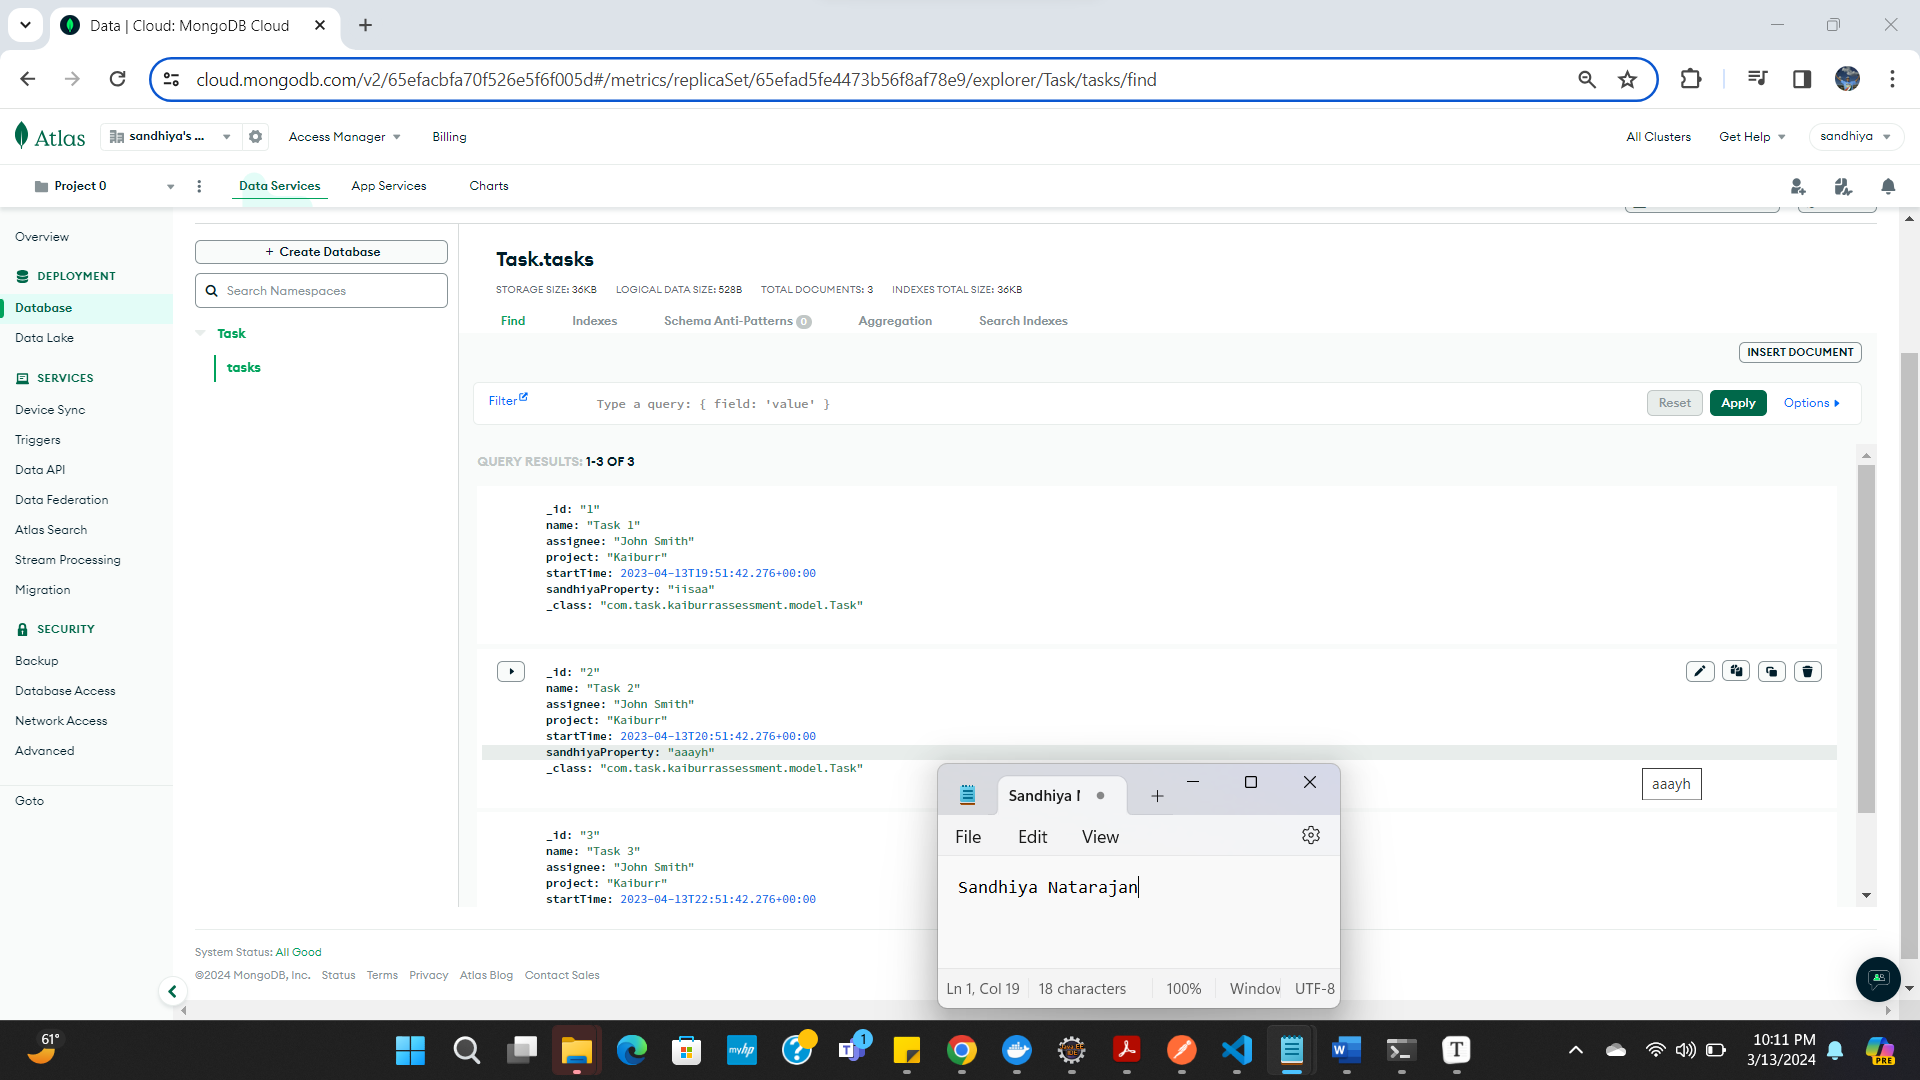 Data | Cloud: MongoDB Cloud
cloud.mongodb.com/v2/65efacbfa70f526e5f6f005d#/metrics/replicaSet/65efad5fe4473b56f8af78e9/explorer/Task/tasks/find
Atlas
sandhiya's ...
Access Manager
Billing
All Clusters
Get Help
sandhiya
Project 0
Data Services
App Services
Charts
Overview
DEPLOYMENT
Database
Data Lake
SERVICES
Device Sync
Triggers
Data API
Data Federation
Atlas Search
Stream Processing
Migration
SECURITY
Backup
Database Access
Network Access
Advanced
Goto
+ Create Database
Search Namespaces
Task
tasks
Task.tasks
STORAGE SIZE: 36KB LOGICAL DATA SIZE: 528B TOTAL DOCUMENTS: 3 INDEXES TOTAL SIZE: 36KB
Find Indexes Schema Anti-Patterns 0 Aggregation Search Indexes
INSERT DOCUMENT
Filter
Type a query: { field: 'value' }
Reset
Apply
Options
QUERY RESULTS: 1-3 OF 3
_id: "1"
name: "Task 1"
assignee: "John Smith"
project: "Kaiburr"
startTime: 2023-04-13T19:51:42.276+00:00
sandhiyaProperty: "iisaa"
_class: "com.task.kaiburrassessment.model.Task"
_id: "2"
name: "Task 2"
assignee: "John Smith"
project: "Kaiburr"
startTime: 2023-04-13T20:51:42.276+00:00
sandhiyaProperty: "aaayh"
_class: "com.task.kaiburrassessment.model.Task"
aaayh
_id: "3"
name: "Task 3"
assignee: "John Smith"
project: "Kaiburr"
startTime: 2023-04-13T22:51:42.276+00:00
System Status: All Good
©2024 MongoDB, Inc. Status Terms Privacy Atlas Blog Contact Sales
Sandhiya
File Edit View
Sandhiya Natarajan
Ln 1, Col 19 18 characters 100% Window UTF-8
61°
myhp
1
10:11 PM
3/13/2024
PRE